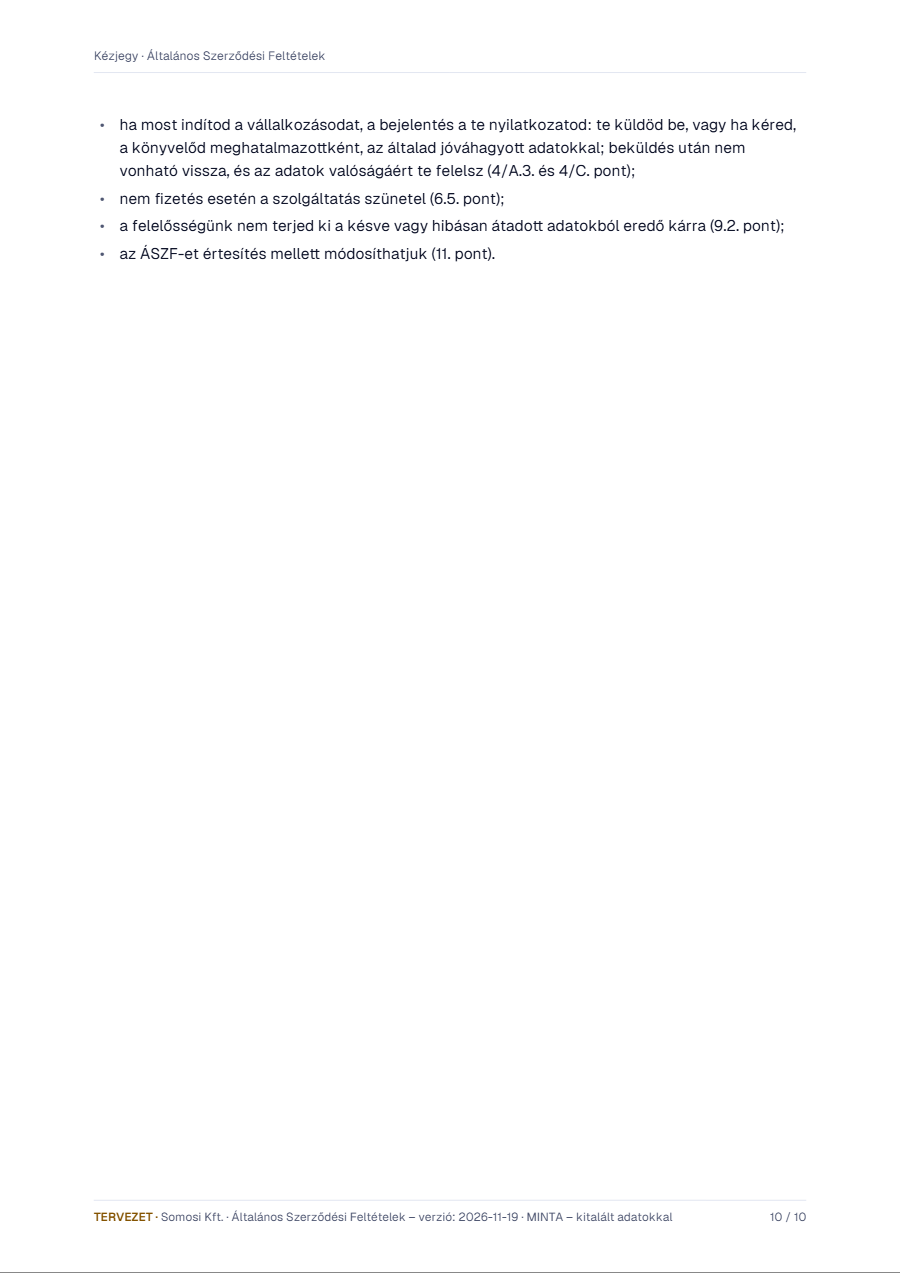 Kézjegy · Általános Szerződési Feltételek
• ha most indítod a vállalkozásodat, a bejelentés a te nyilatkozatod: te küldöd be, vagy ha kéred,
a könyvelőd meghatalmazottként, az általad jóváhagyott adatokkal; beküldés után nem
vonható vissza, és az adatok valóságáért te felelsz (4/A.3. és 4/C. pont);
• nem fizetés esetén a szolgáltatás szünetel (6.5. pont);
• a felelősségünk nem terjed ki a késve vagy hibásan átadott adatokból eredő kárra (9.2. pont);
• az ÁSZF-et értesítés mellett módosíthatjuk (11. pont).
TERVEZET · Somosi Kft. · Általános Szerződési Feltételek – verzió: 2026-11-19 · MINTA – kitalált adatokkal 10 / 10